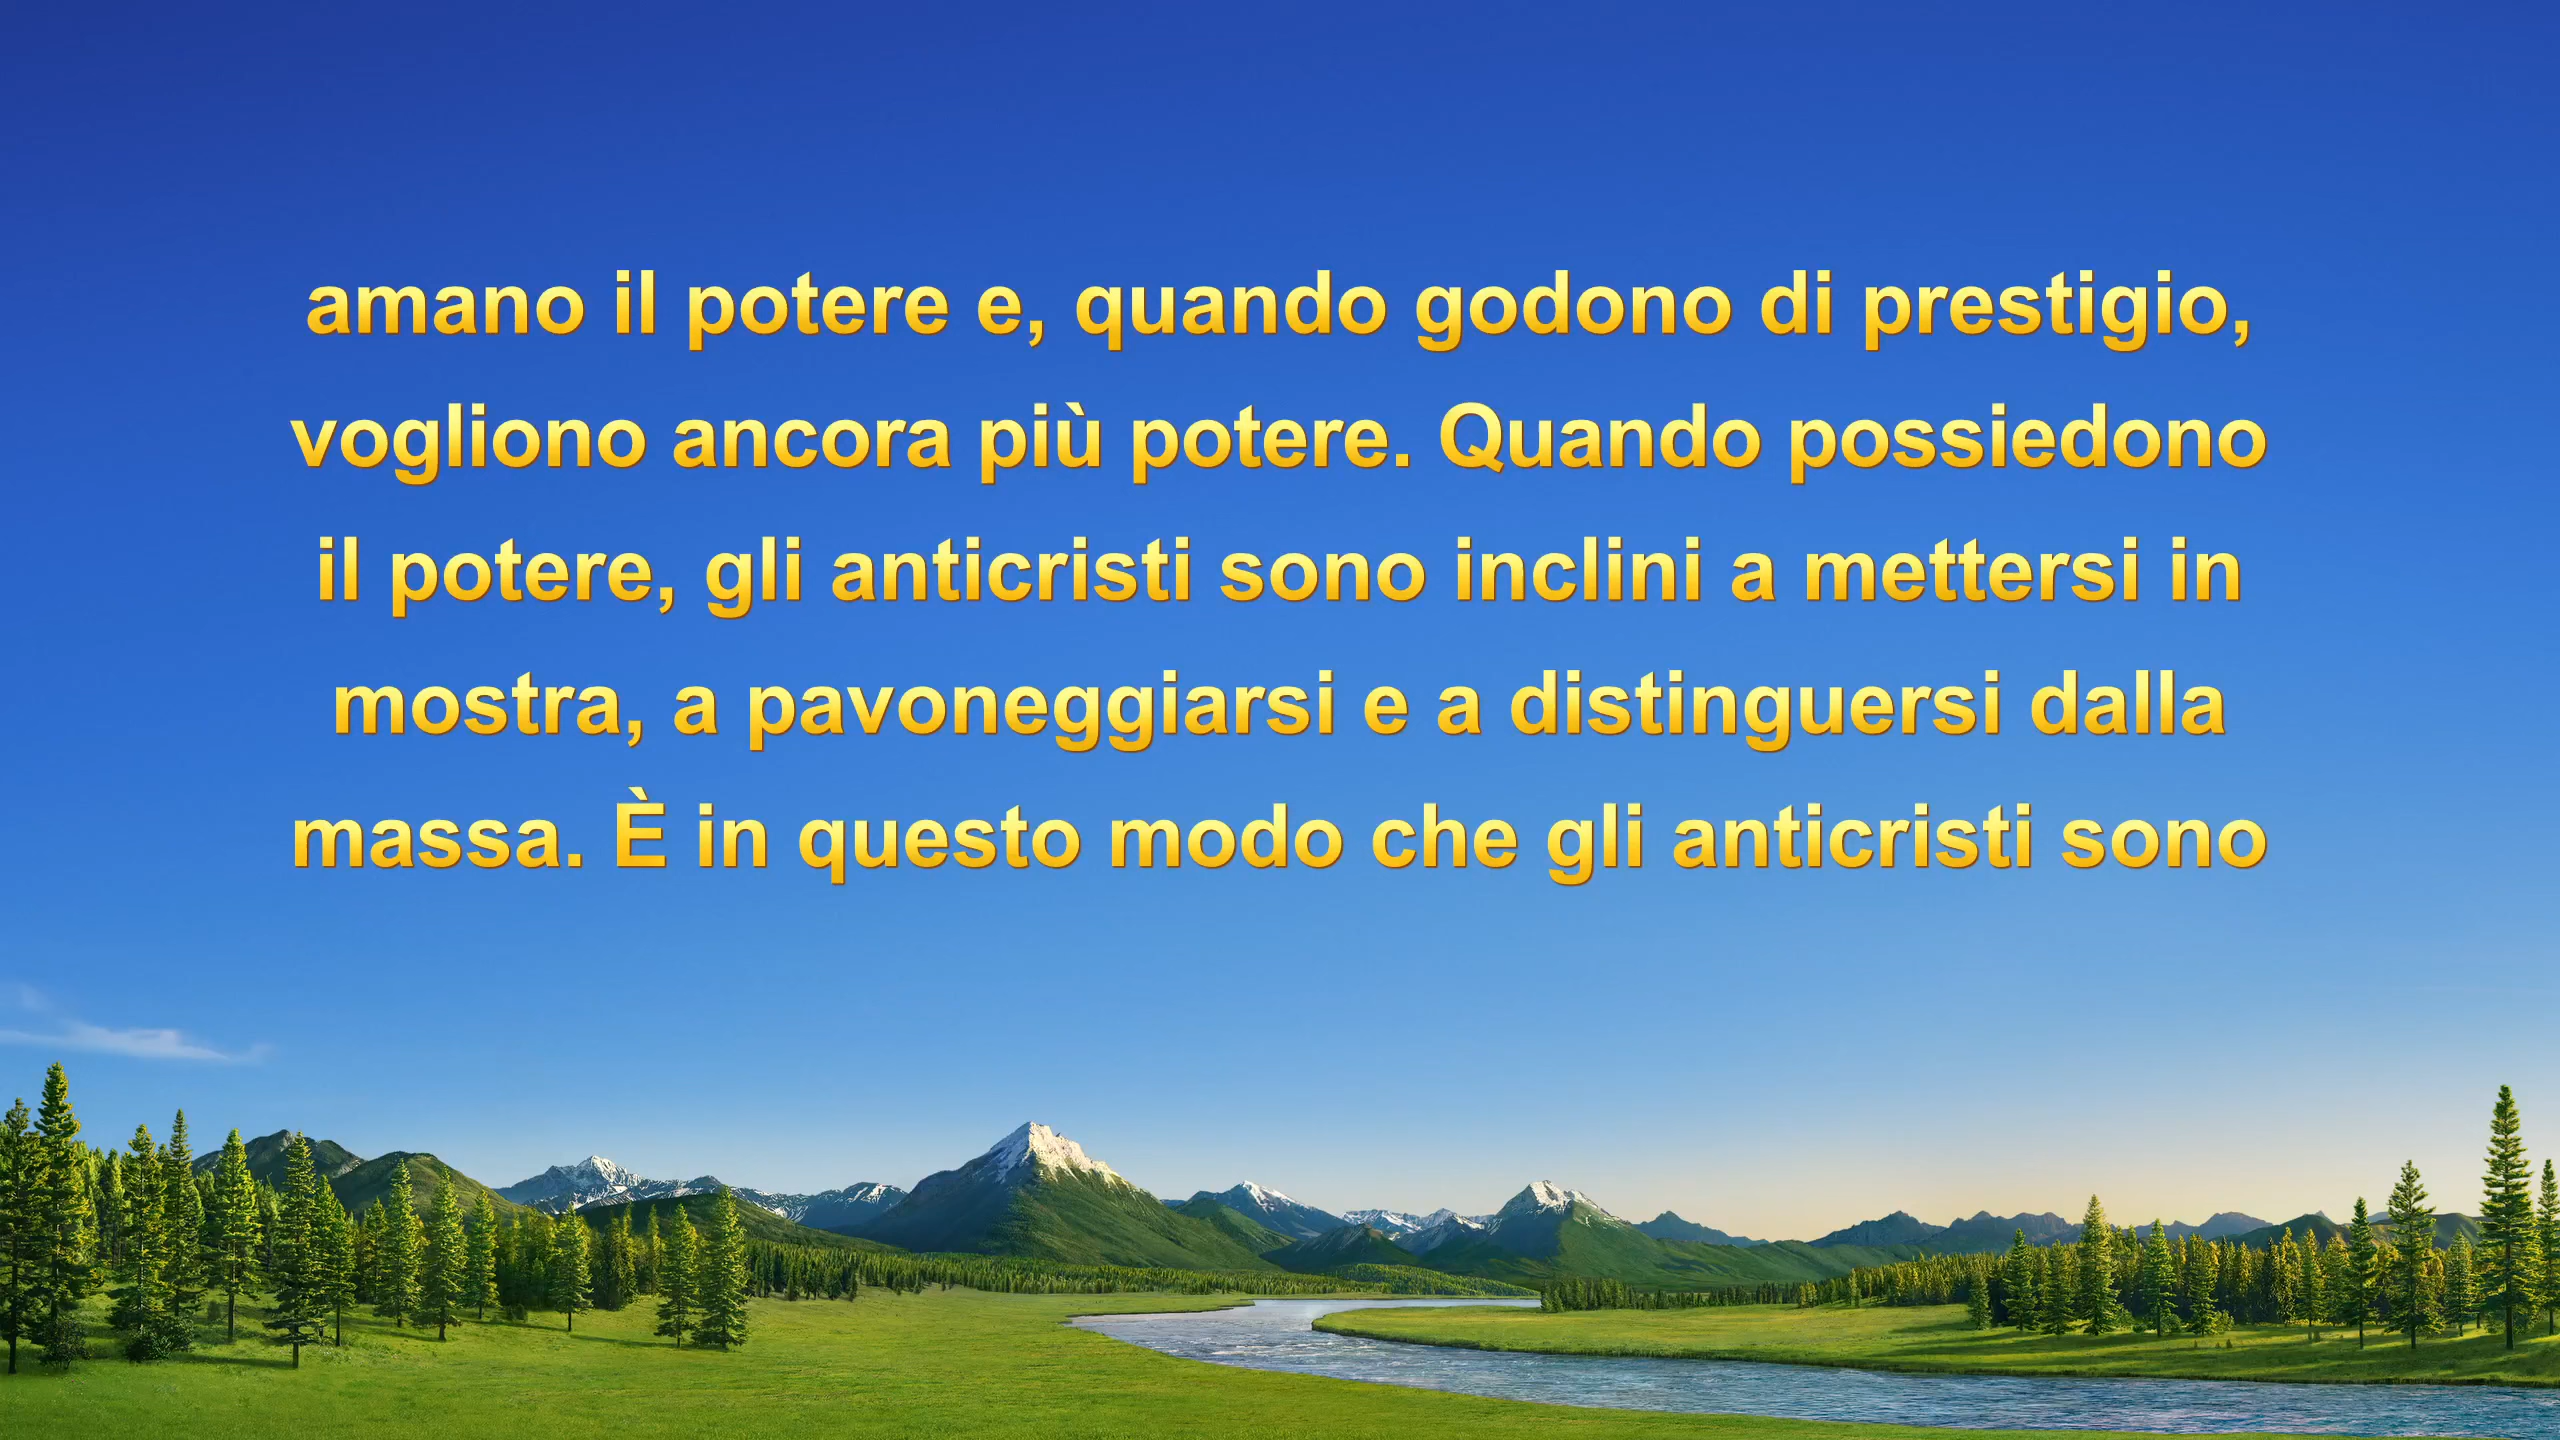 amano il potere e, quando godono di prestigio,
vogliono ancora più potere. Quando possiedono
il potere, gli anticristi sono inclini a mettersi in
mostra, a pavoneggiarsi e a distinguersi dalla
massa. È in questo modo che gli anticristi sono